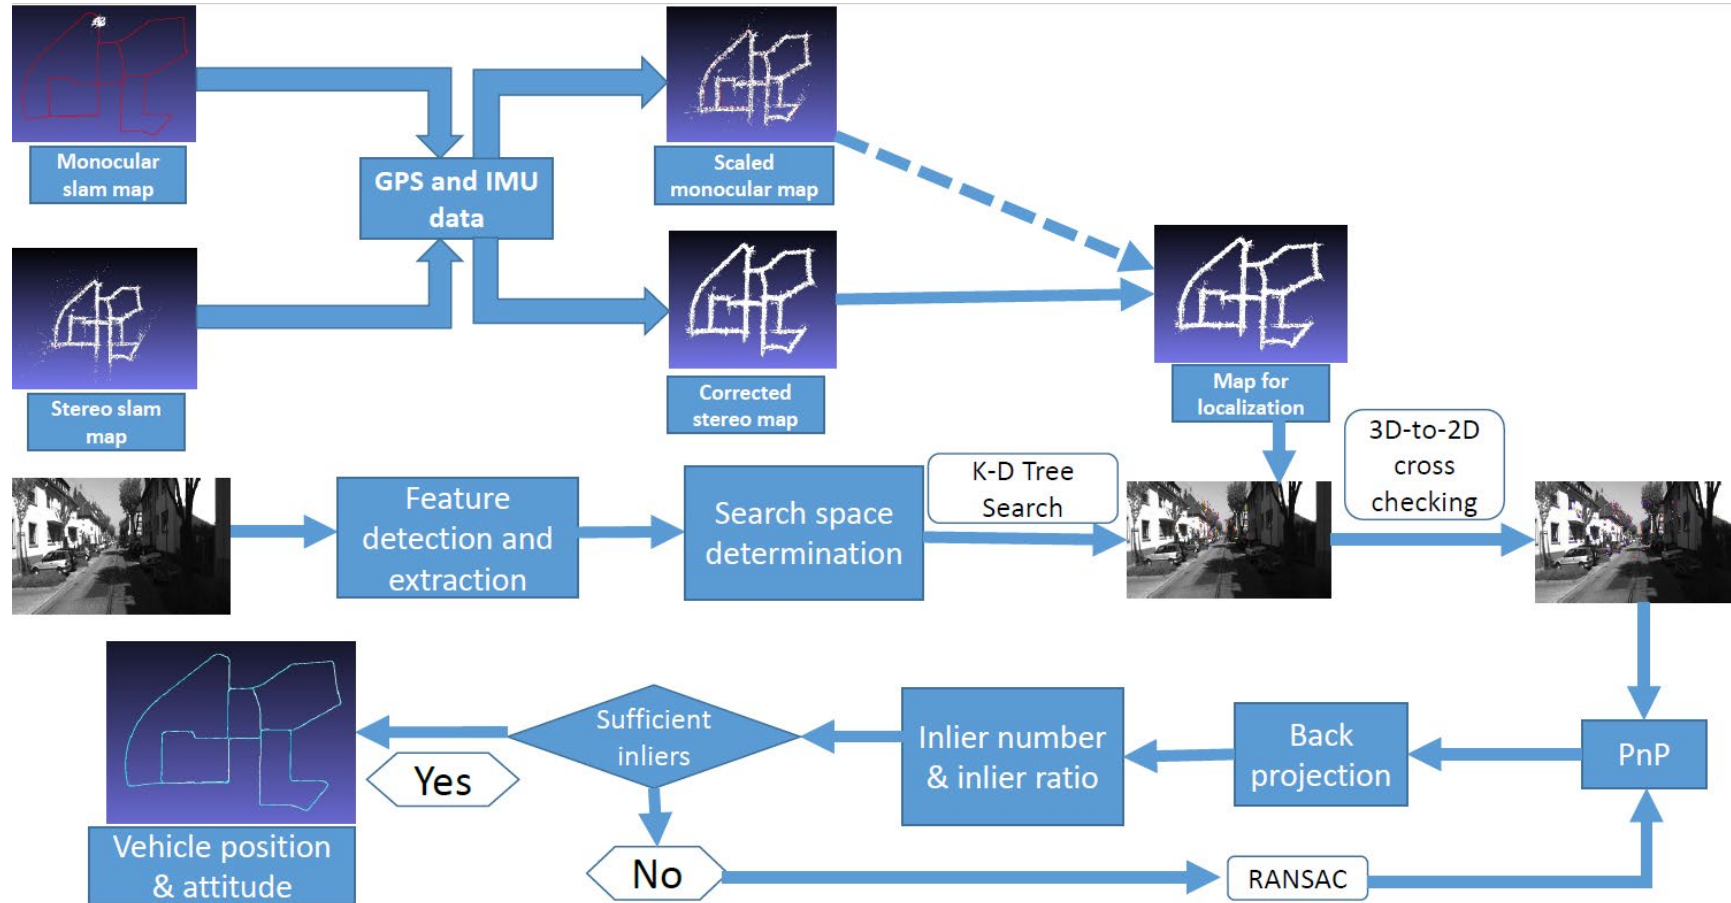 Monocular
slam map
GPS and IMU
data
Scaled
monocular map
Stereo slam
map
Corrected
stereo map
Map for
localization
Feature
detection and
extraction
Search space
determination
K-D Tree
Search
3D-to-2D
cross
checking
PnP
Back
projection
Inlier number
& inlier ratio
Sufficient
inliers
Yes
No
RANSAC
Vehicle position
& attitude